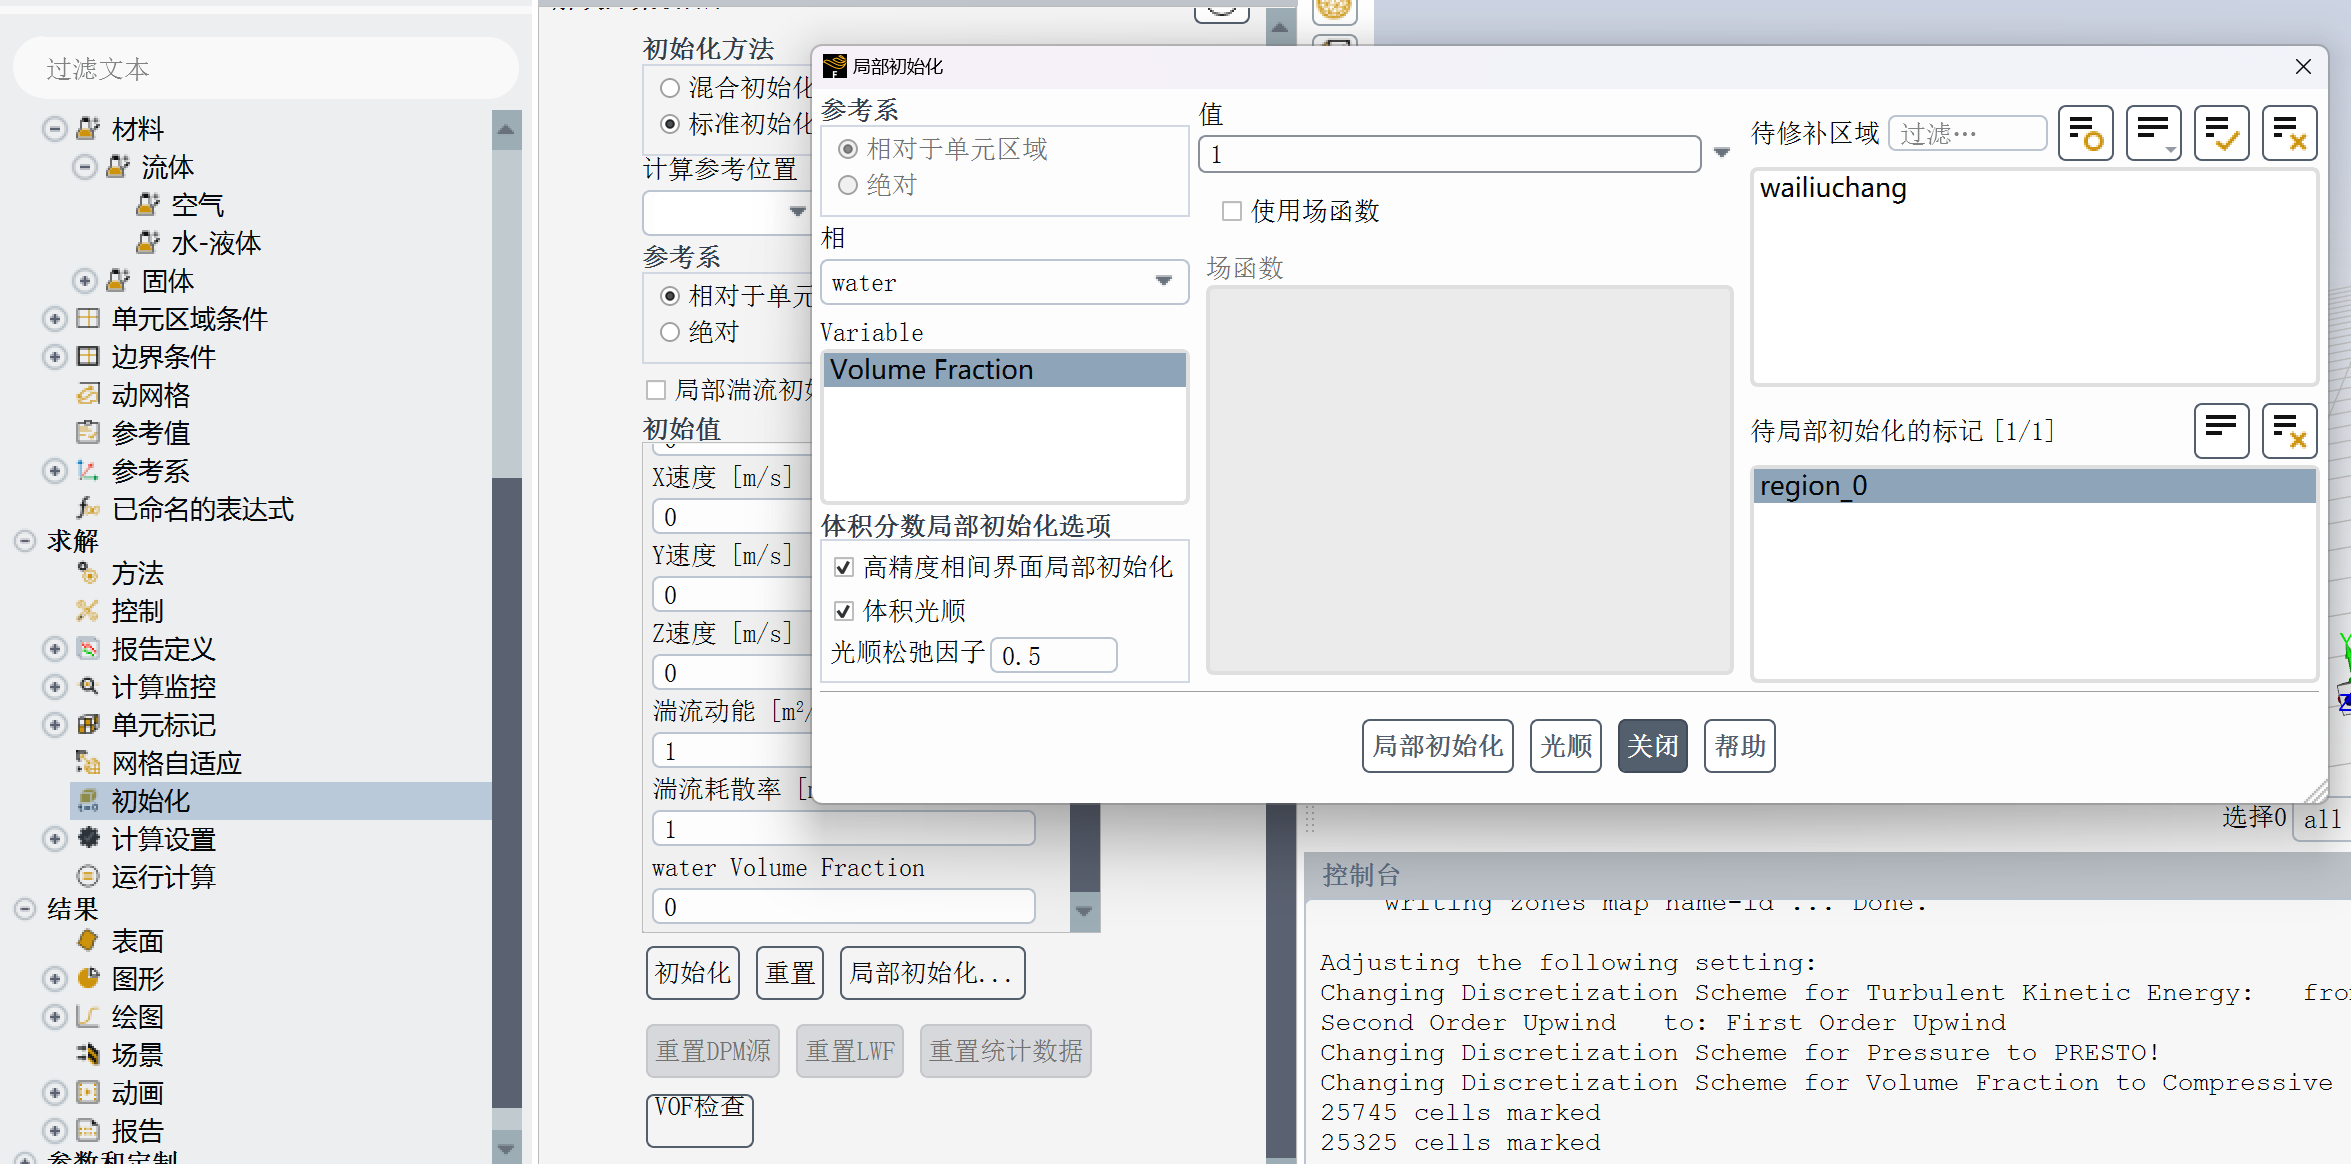 过滤文本
材料
流体
空气
水-液体
固体
单元区域条件
边界条件
动网格
参考值
参考系
已命名的表达式
求解
方法
控制
报告定义
计算监控
单元标记
网格自适应
初始化
计算设置
运行计算
结果
表面
图形
绘图
场景
动画
报告
参数和定制
初始化方法
混合初始化
标准初始化
计算参考位置
参考系
相对于单元
绝对
局部湍流初始
初始值
X速度 [m/s]
0
Y速度 [m/s]
0
Z速度 [m/s]
0
湍流动能 [m²/
1
湍流耗散率 [m
1
water Volume Fraction
0
初始化
重置
局部初始化...
重置DPM源
重置LWF
重置统计数据
VOF检查
局部初始化
参考系
相对于单元区域
绝对
相
water
Variable
Volume Fraction
体积分数局部初始化选项
高精度相间界面局部初始化
体积光顺
光顺松弛因子 0.5
值
1
使用场函数
场函数
待修补区域 过滤…
wailiuchang
待局部初始化的标记 [1/1]
region_0
局部初始化
光顺
关闭
帮助
选择0 all
控制台
writing zones map name-id ... Done.
Adjusting the following setting:
Changing Discretization Scheme for Turbulent Kinetic Energy: from
Second Order Upwind to: First Order Upwind
Changing Discretization Scheme for Pressure to PRESTO!
Changing Discretization Scheme for Volume Fraction to Compressive
25745 cells marked
25325 cells marked